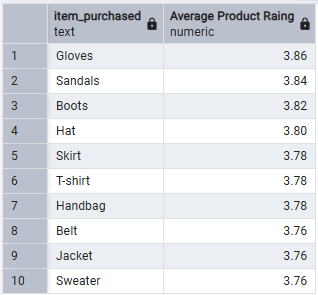 item_purchased Average Product Raing
text numeric
1 Gloves 3.86
2 Sandals 3.84
3 Boots 3.82
4 Hat 3.80
5 Skirt 3.78
6 T-shirt 3.78
7 Handbag 3.78
8 Belt 3.76
9 Jacket 3.76
10 Sweater 3.76